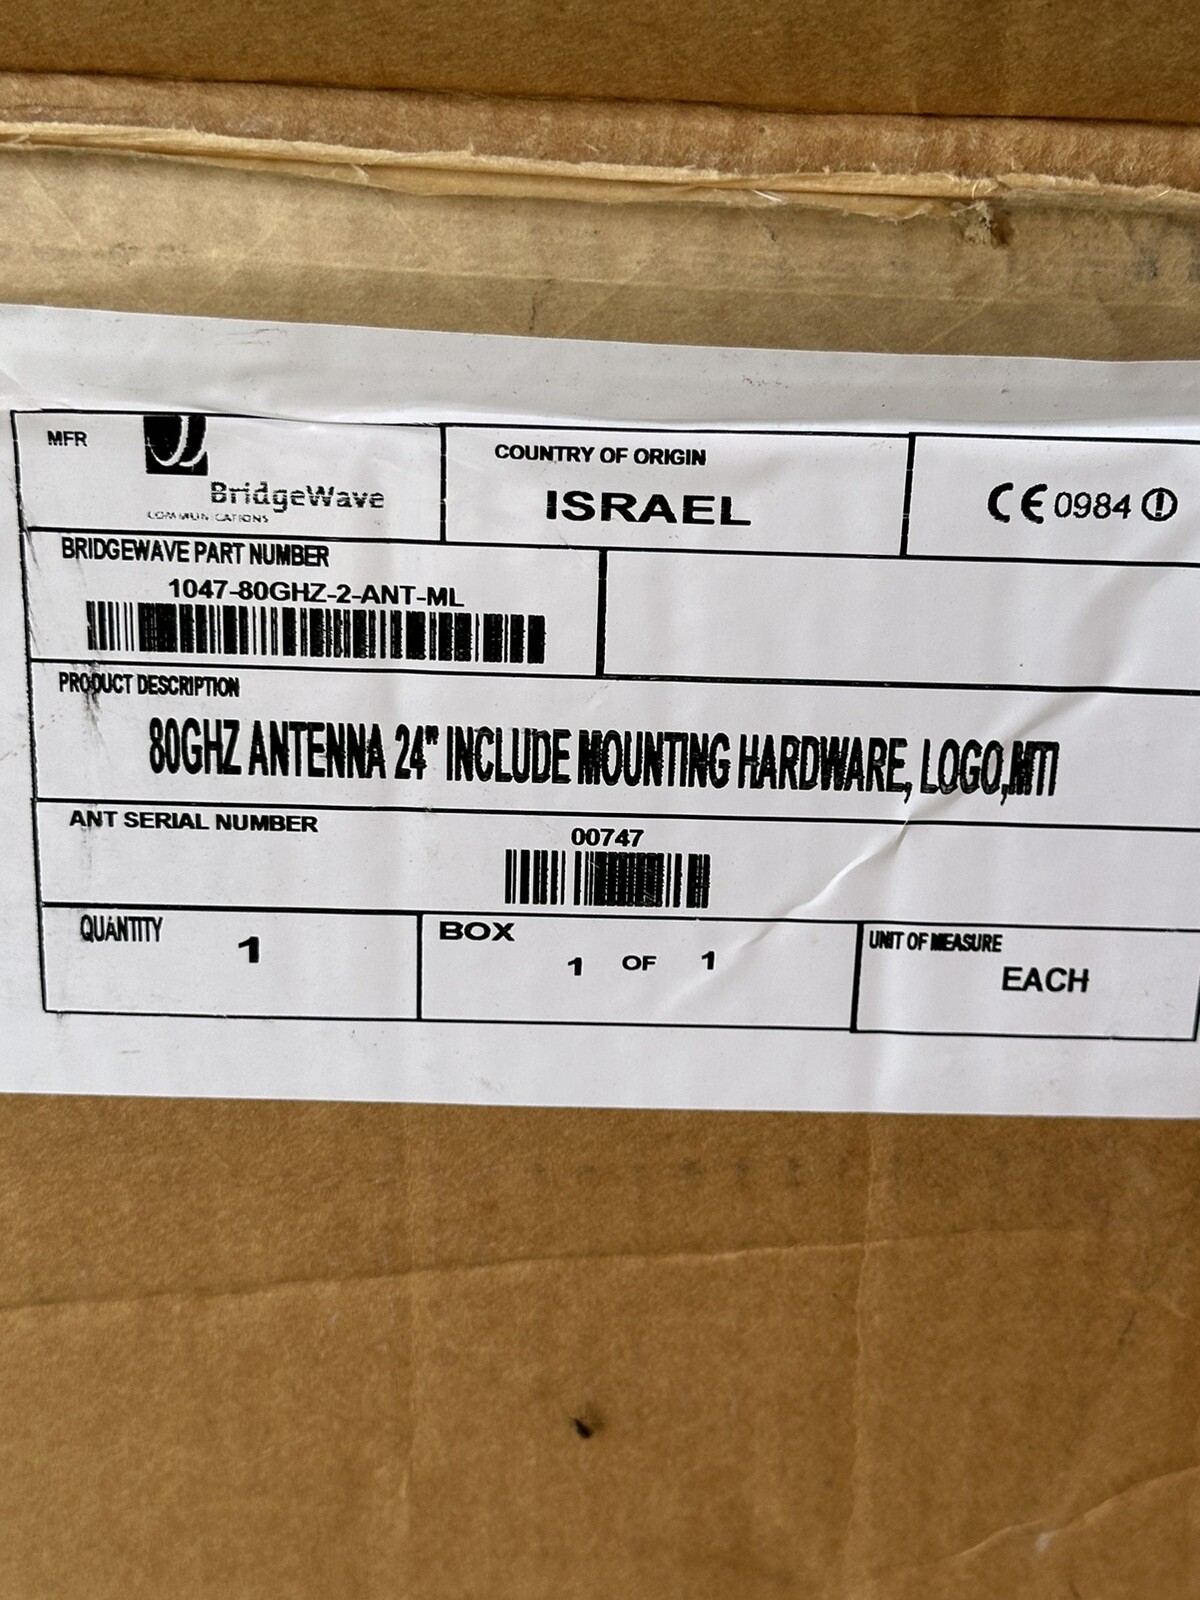 MFR
BridgeWave
COMMUNICATIONS
COUNTRY OF ORIGIN
ISRAEL
CE 0984
BRIDGEWAVE PART NUMBER
1047-80GHZ-2-ANT-ML
PRODUCT DESCRIPTION
80GHZ ANTENNA 24" INCLUDE MOUNTING HARDWARE, LOGO,MTI
ANT SERIAL NUMBER
00747
QUANTITY
1
BOX
1 OF 1
UNIT OF MEASURE
EACH